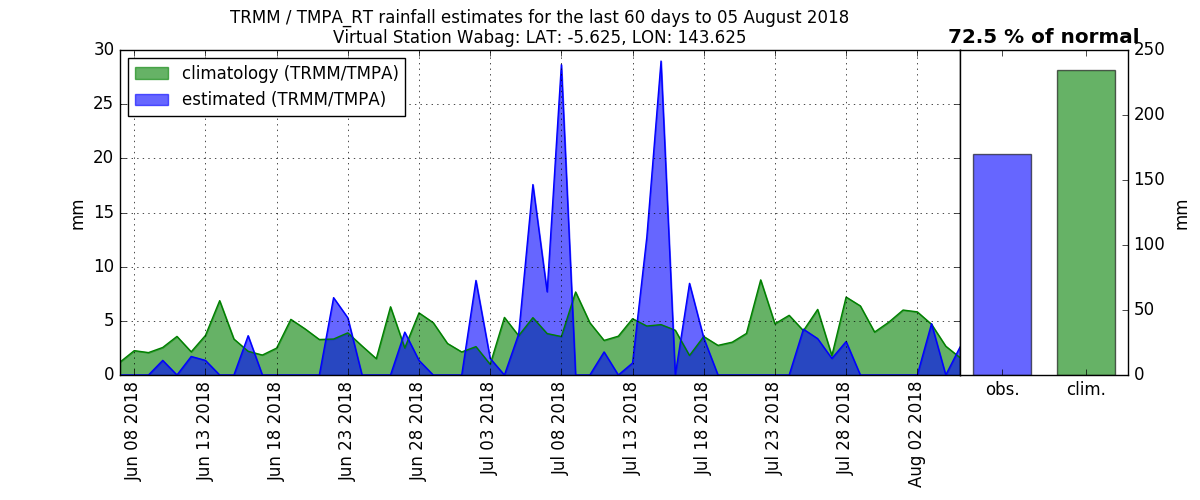 TRMM / TMPA_RT rainfall estimates for the last 60 days to 05 August 2018
Virtual Station Wabag: LAT: -5.625, LON: 143.625
72.5 % of normal
climatology (TRMM/TMPA)
estimated (TRMM/TMPA)
30
25
20
15
10
5
0
mm
Jun 08 2018
Jun 13 2018
Jun 18 2018
Jun 23 2018
Jun 28 2018
Jul 03 2018
Jul 08 2018
Jul 13 2018
Jul 18 2018
Jul 23 2018
Jul 28 2018
Aug 02 2018
250
200
150
100
50
0
mm
obs.
clim.